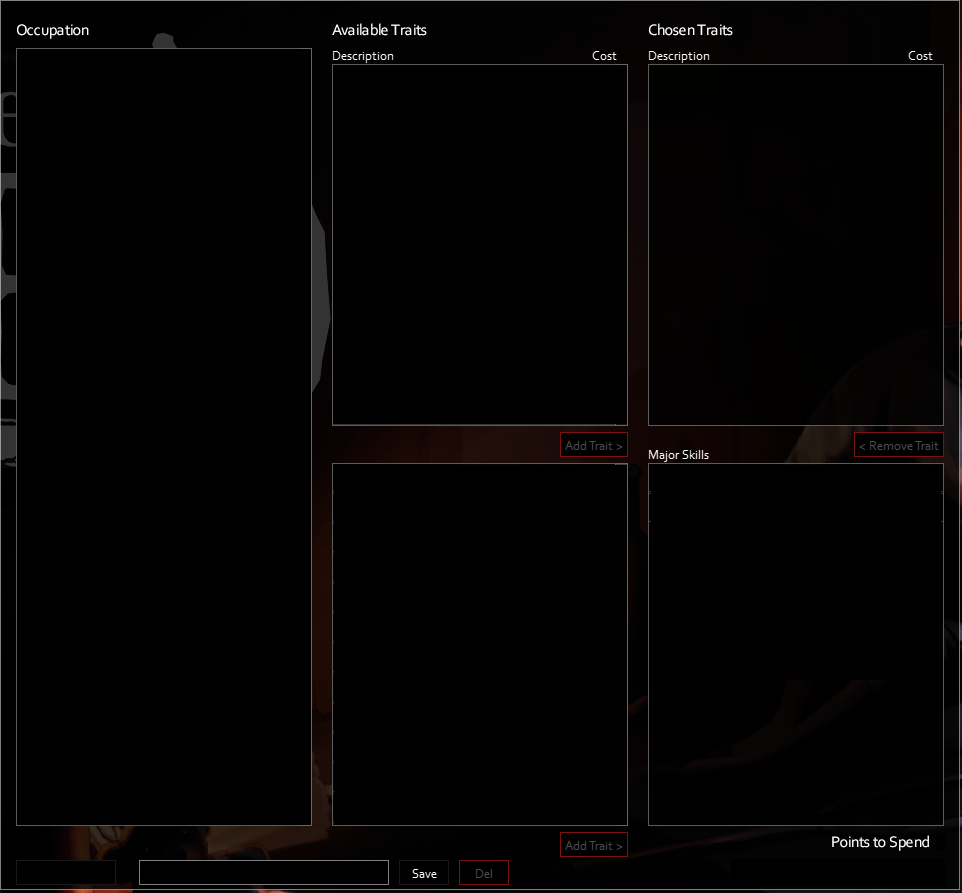 Occupation
Available Traits
Chosen Traits
Description Cost
Description Cost
Add Trait >
< Remove Trait
Major Skills
Add Trait >
Points to Spend
Save
Del